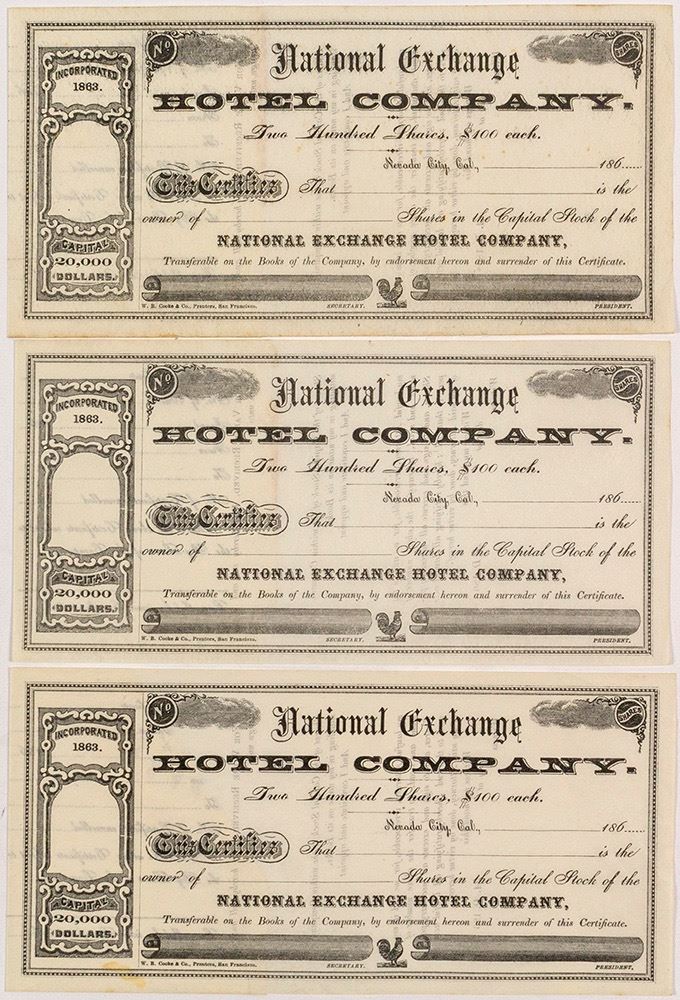 No
National Exchange
SHARES
INCORPORATED
1863.
HOTEL COMPANY.
Two Hundred Shares, $100 each.
Nevada City, Cal., 186
This Certifies That is the
owner of Shares in the Capital Stock of the
CAPITAL
20,000
DOLLARS.
NATIONAL EXCHANGE HOTEL COMPANY,
Transferable on the Books of the Company, by endorsement hereon and surrender of this Certificate.
W. B. Cooke & Co., Printers, San Francisco.
SECRETARY.
PRESIDENT.
No
National Exchange
SHARES
INCORPORATED
1863.
HOTEL COMPANY.
Two Hundred Shares, $100 each.
Nevada City, Cal., 186
This Certifies That is the
owner of Shares in the Capital Stock of the
CAPITAL
20,000
DOLLARS.
NATIONAL EXCHANGE HOTEL COMPANY,
Transferable on the Books of the Company, by endorsement hereon and surrender of this Certificate.
W. B. Cooke & Co., Printers, San Francisco.
SECRETARY.
PRESIDENT.
No
National Exchange
SHARES
INCORPORATED
1863.
HOTEL COMPANY.
Two Hundred Shares, $100 each.
Nevada City, Cal., 186
This Certifies That is the
owner of Shares in the Capital Stock of the
CAPITAL
20,000
DOLLARS.
NATIONAL EXCHANGE HOTEL COMPANY,
Transferable on the Books of the Company, by endorsement hereon and surrender of this Certificate.
W. B. Cooke & Co., Printers, San Francisco.
SECRETARY.
PRESIDENT.